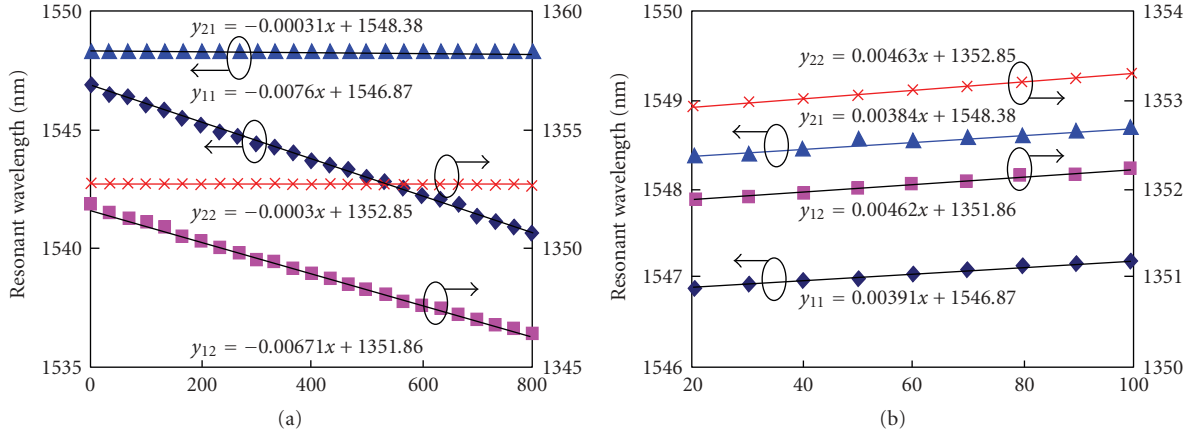 1550
1545
1540
1535
Resonant wavelength (nm)
y21 = −0.00031x + 1548.38
y11 = −0.0076x + 1546.87
y22 = −0.0003x + 1352.85
y12 = −0.00671x + 1351.86
1360
1355
1350
1345
0 200 400 600 800
(a)
1550
1549
1548
1547
1546
Resonant wavelength (nm)
y22 = 0.00463x + 1352.85
y21 = 0.00384x + 1548.38
y12 = 0.00462x + 1351.86
y11 = 0.00391x + 1546.87
1354
1353
1352
1351
1350
20 40 60 80 100
(b)